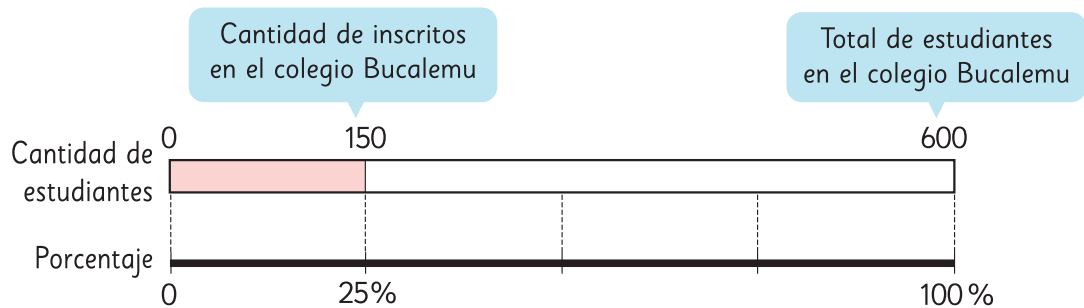 Cantidad de inscritos
en el colegio Bucalemu
Total de estudiantes
en el colegio Bucalemu
0 150 600
Cantidad de
estudiantes
Porcentaje
0 25% 100%